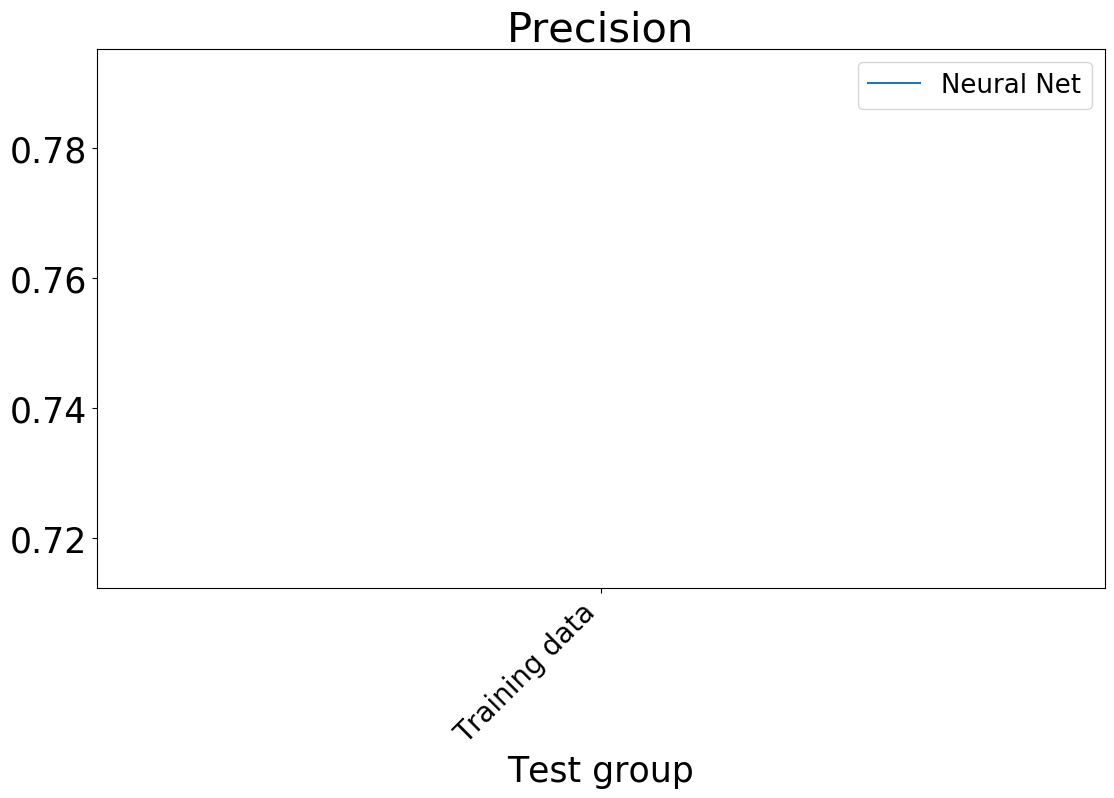 Precision
Neural Net
0.78
0.76
0.74
0.72
Training data
Test group